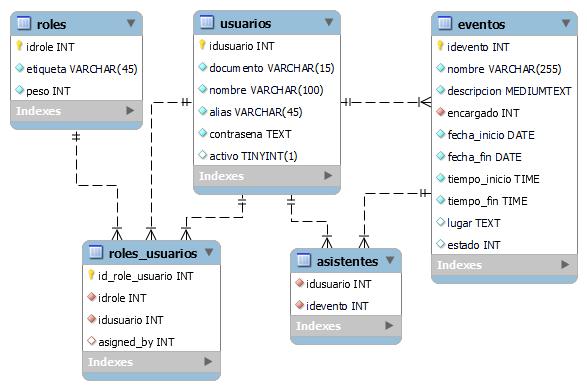 roles
idrole INT
etiqueta VARCHAR(45)
peso INT
Indexes
usuarios
idusuario INT
documento VARCHAR(15)
nombre VARCHAR(100)
alias VARCHAR(45)
contrasena TEXT
activo TINYINT(1)
Indexes
eventos
idevento INT
nombre VARCHAR(255)
descripcion MEDIUMTEXT
encargado INT
fecha_inicio DATE
fecha_fin DATE
tiempo_inicio TIME
tiempo_fin TIME
lugar TEXT
estado INT
Indexes
roles_usuarios
id_role_usuario INT
idrole INT
idusuario INT
asigned_by INT
Indexes
asistentes
idusuario INT
idevento INT
Indexes